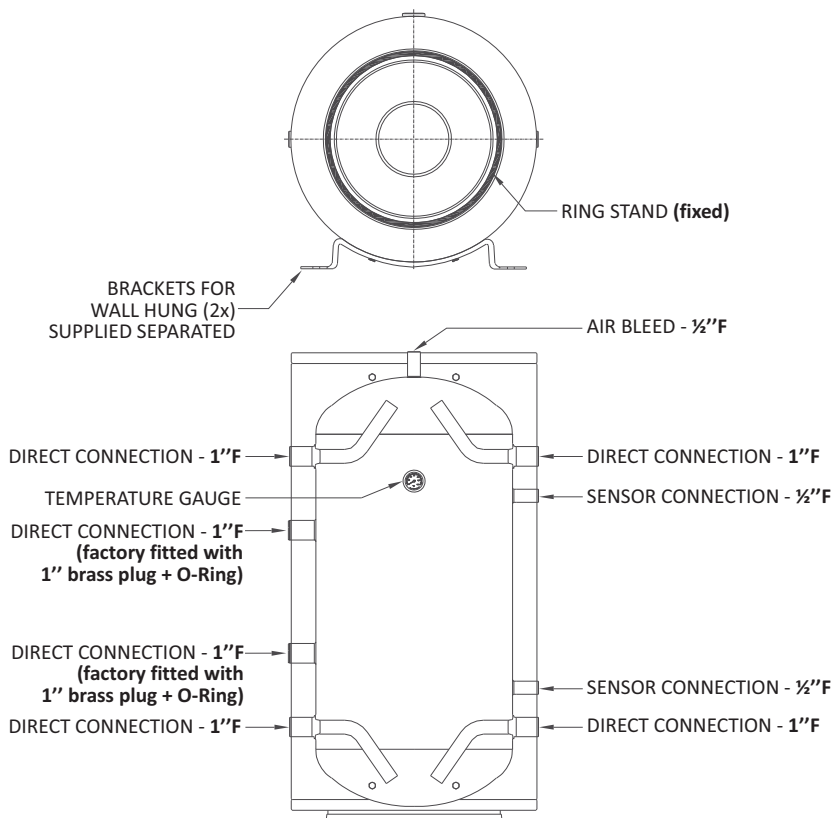 RING STAND (fixed)
BRACKETS FOR
WALL HUNG (2x)
SUPPLIED SEPARATED
AIR BLEED - ½’’F
DIRECT CONNECTION - 1’’F
DIRECT CONNECTION - 1’’F
TEMPERATURE GAUGE
SENSOR CONNECTION - ½’’F
DIRECT CONNECTION - 1’’F
(factory fitted with
1’’ brass plug + O-Ring)
DIRECT CONNECTION - 1’’F
(factory fitted with
1’’ brass plug + O-Ring)
SENSOR CONNECTION - ½’’F
DIRECT CONNECTION - 1’’F
DIRECT CONNECTION - 1’’F